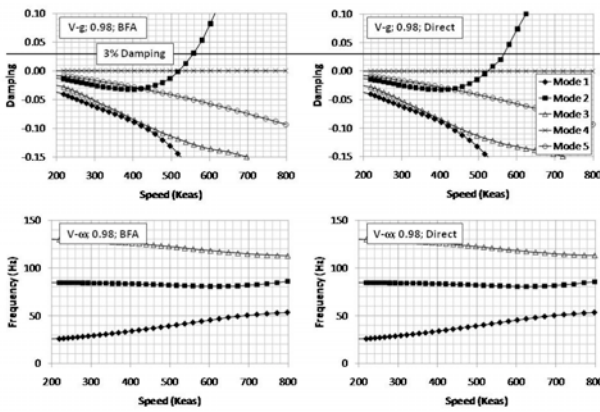 V-g; 0.98; BFA
3% Damping
Damping
0.10
0.05
0.00
-0.05
-0.10
-0.15
200 300 400 500 600 700 800
Speed (Keas)
V-g; 0.98; Direct
Damping
0.10
0.05
0.00
-0.05
-0.10
-0.15
Mode 1
Mode 2
Mode 3
Mode 4
Mode 5
200 300 400 500 600 700 800
Speed (Keas)
V-ω; 0.98; BFA
Frequency (Hz)
150
100
50
0
200 300 400 500 600 700 800
Speed (Keas)
V-ω; 0.98; Direct
Frequency (Hz)
150
100
50
0
200 300 400 500 600 700 800
Speed (Keas)